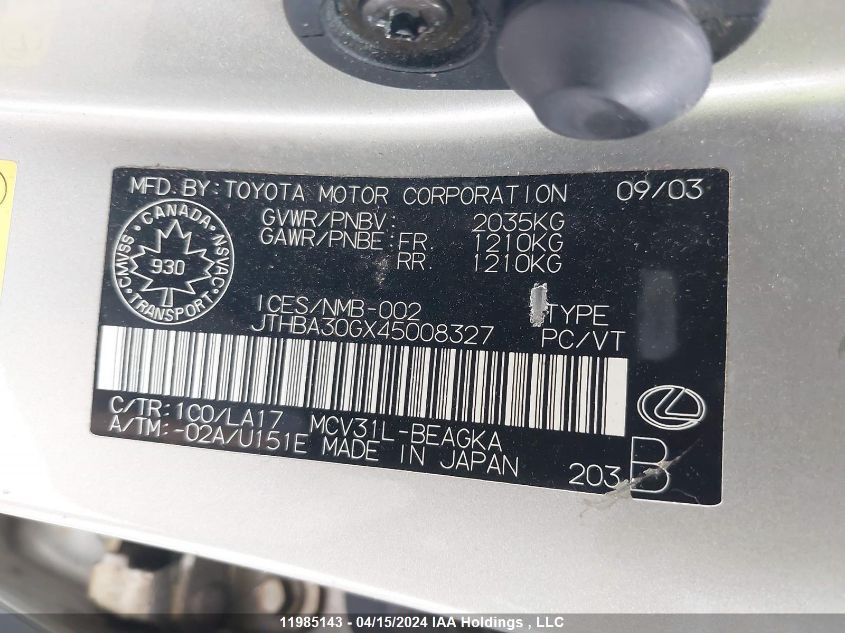 MFD. BY: TOYOTA MOTOR CORPORATION 09/03
GVWR/PNBV: 2035KG
GAWR/PNBE: FR. 1210KG
RR. 1210KG
CANADA
CMVSS NSVAC
930
TRANSPORT
ICES/NMB-002
TYPE
JTHBA30GX45008327
PC/VT
C/TR: 1C0/LA17 MCV31L-BEAGKA
A/TM: -02A/U151E MADE IN JAPAN
203 B
11985143 - 04/15/2024 IAA Holdings , LLC